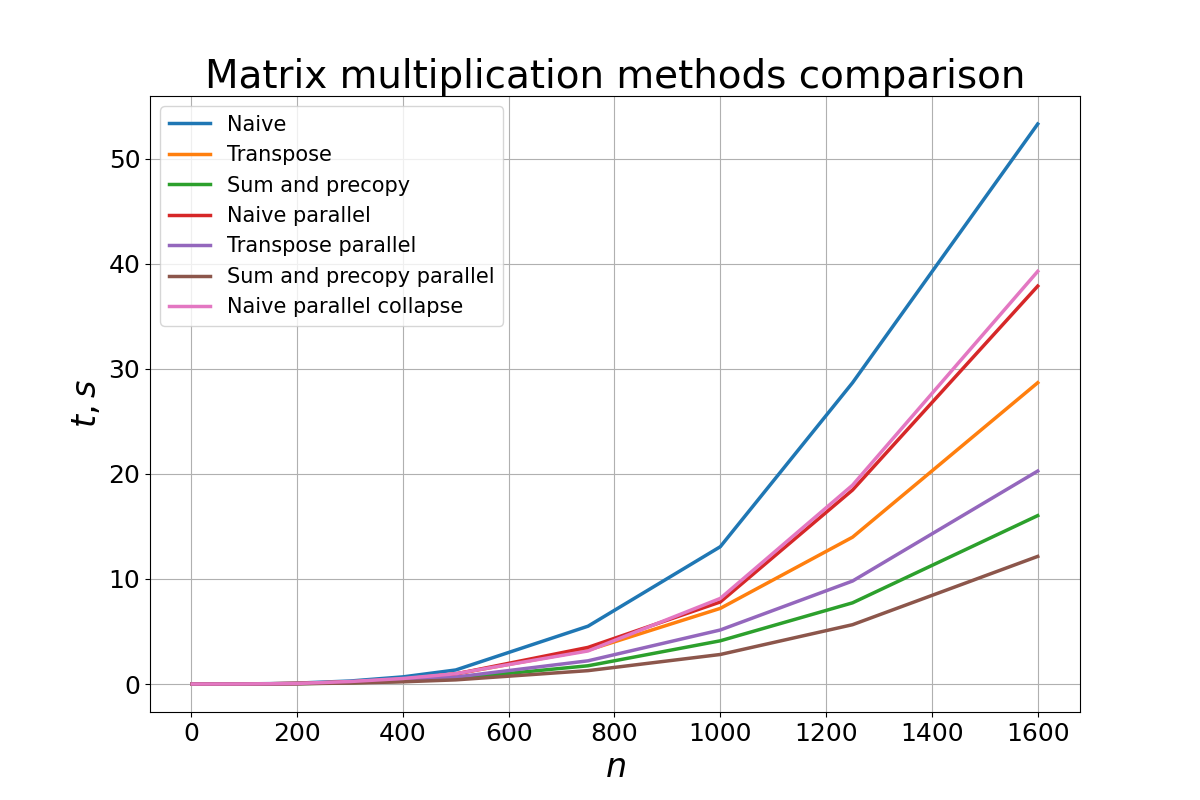 Matrix multiplication methods comparison
Naive
Transpose
Sum and precopy
Naive parallel
Transpose parallel
Sum and precopy parallel
Naive parallel collapse
50
40
30
20
10
0
t, s
0 200 400 600 800 1000 1200 1400 1600
n